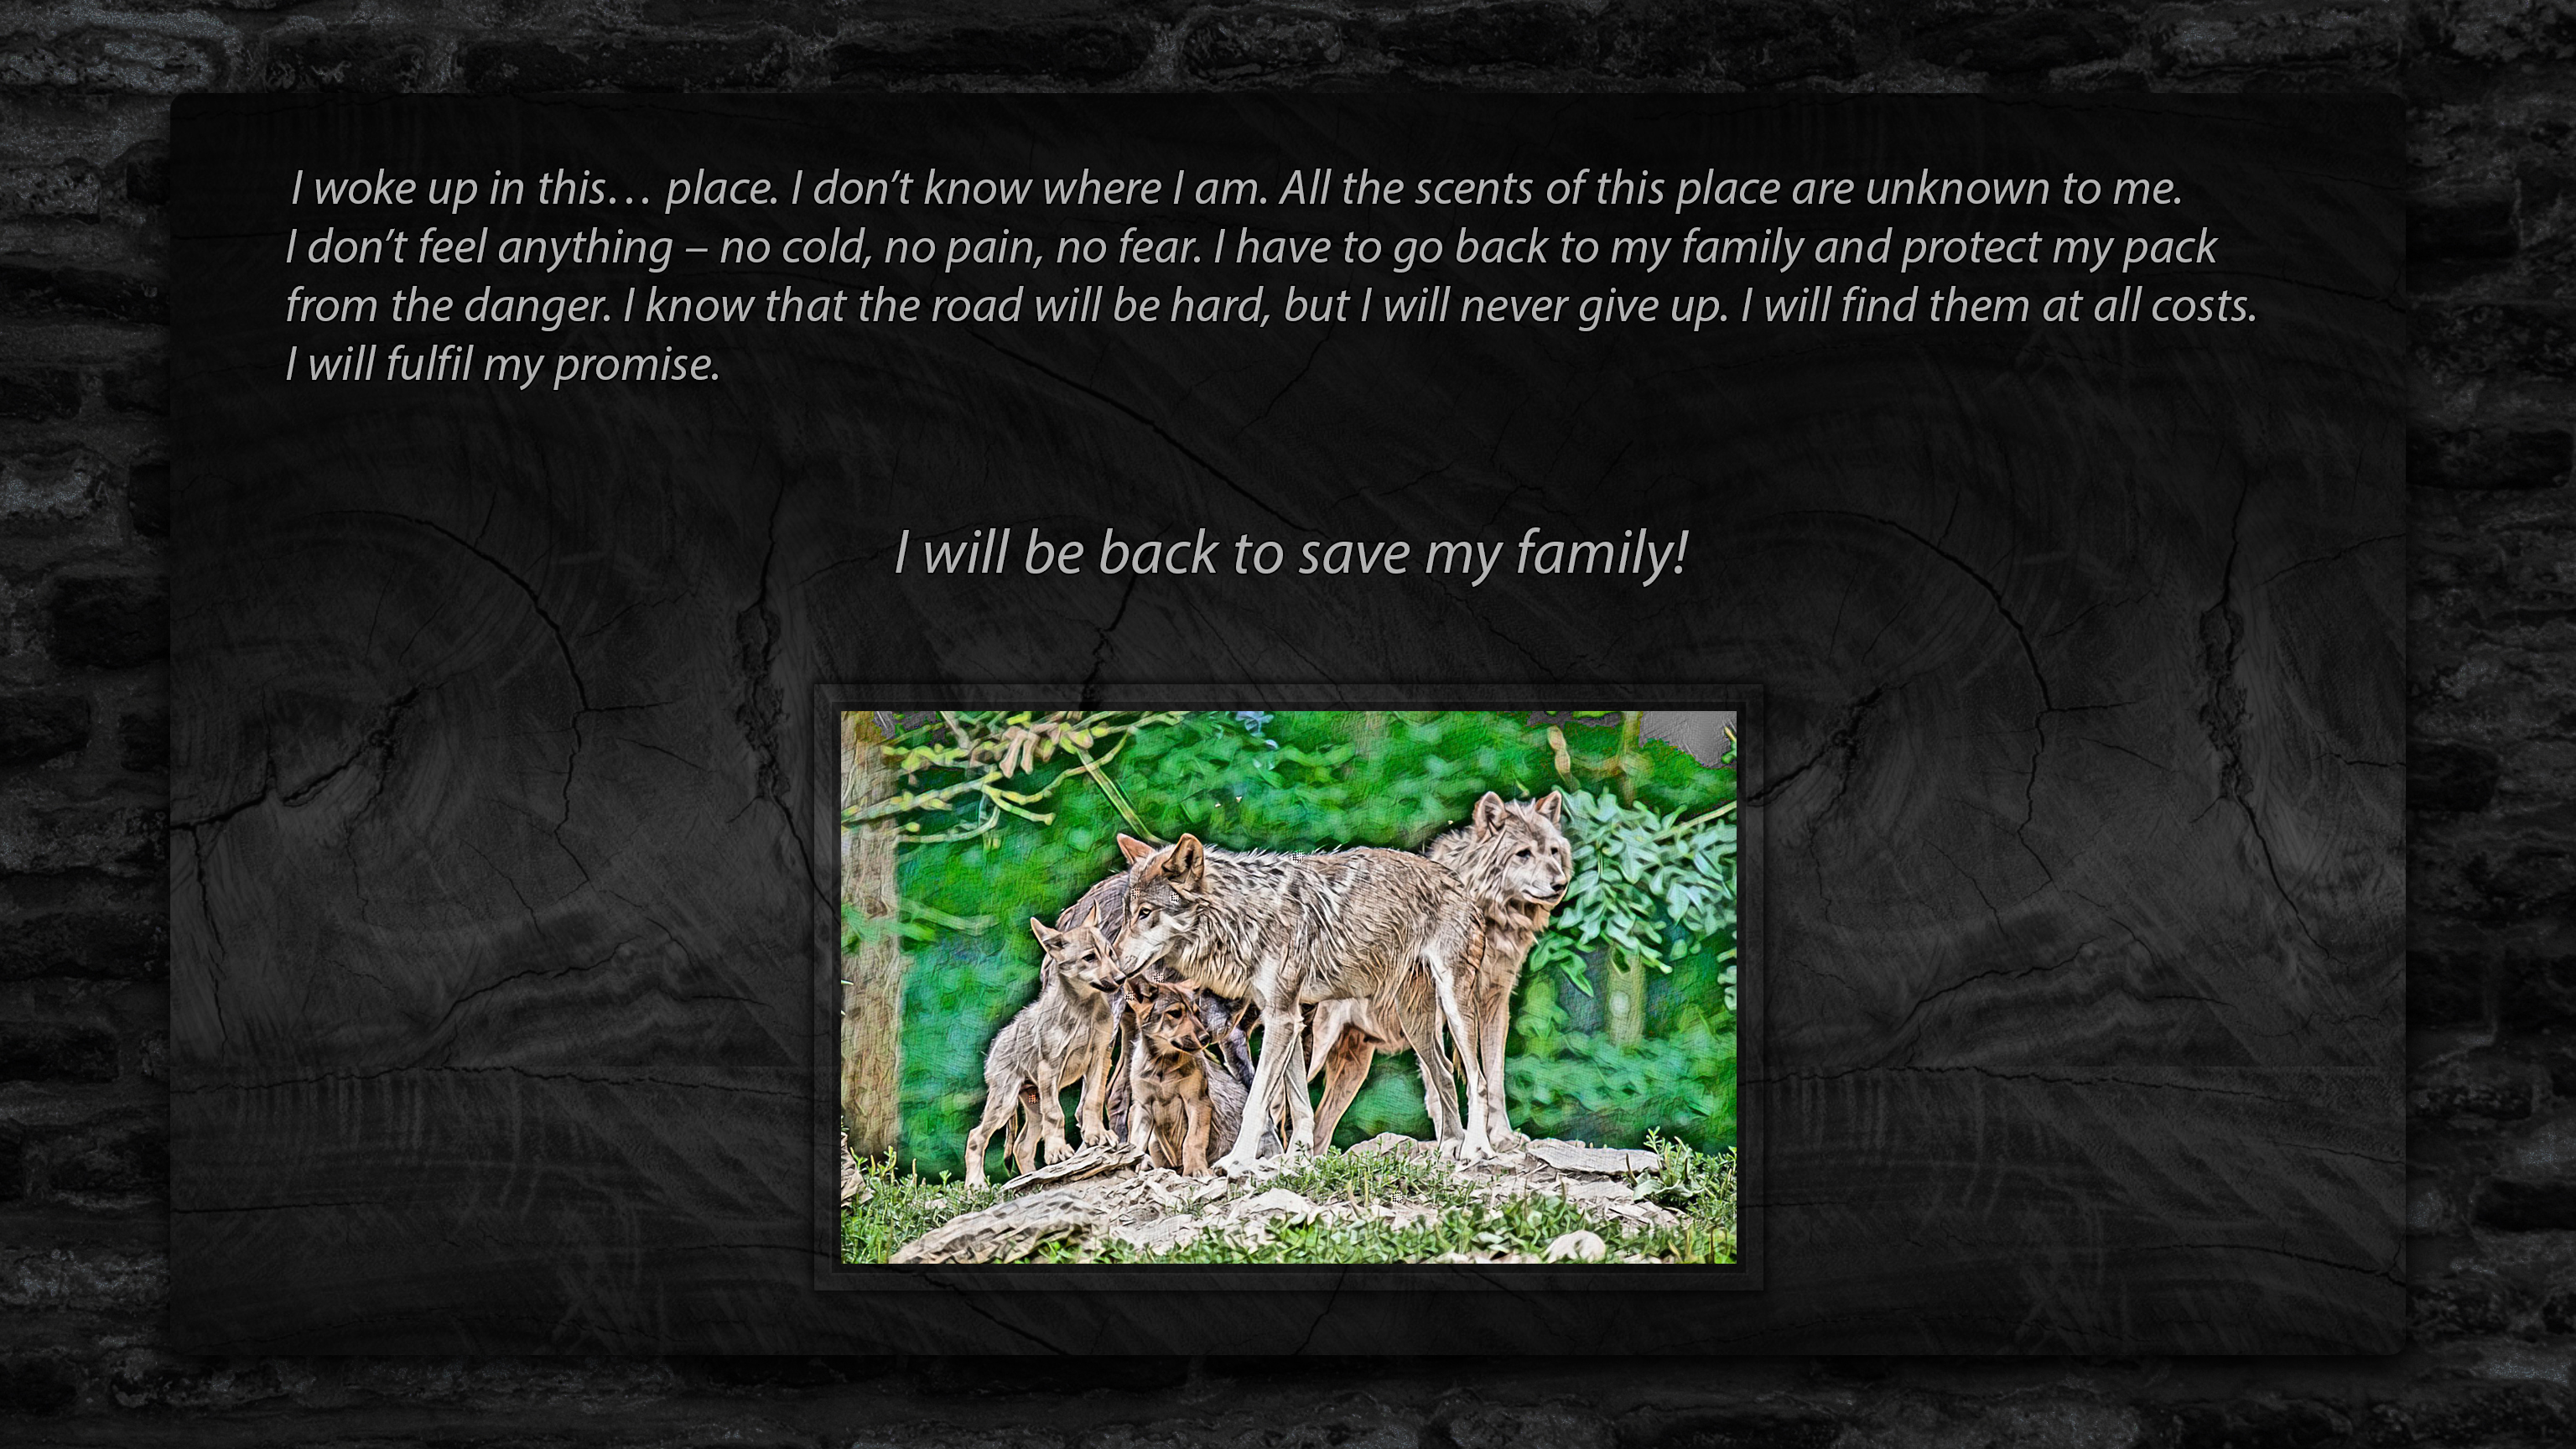 I woke up in this… place. I don’t know where I am. All the scents of this place are unknown to me.
I don’t feel anything – no cold, no pain, no fear. I have to go back to my family and protect my pack
from the danger. I know that the road will be hard, but I will never give up. I will find them at all costs.
I will fulfil my promise.
I will be back to save my family!